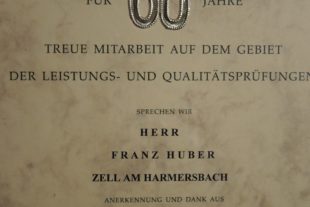 FÜR 60 JAHRE
TREUE MITARBEIT AUF DEM GEBIET
DER LEISTUNGS- UND QUALITÄTSPRÜFUNGEN
SPRECHEN WIR
HERR
FRANZ HUBER
ZELL AM HARMERSBACH
ANERKENNUNG UND DANK AUS